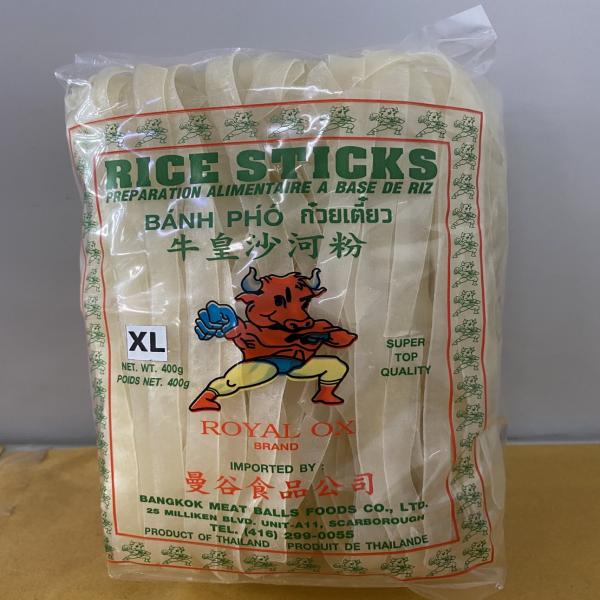 RICE STICKS
PREPARATION ALIMENTAIRE A BASE DE RIZ
BÁNH PHỞ ก๋วยเตี๋ยว
牛皇沙河粉
XL
NET. WT. 400g
POIDS NET. 400g
SUPER
TOP
QUALITY
ROYAL OX
BRAND
IMPORTED BY :
曼谷食品公司
BANGKOK MEAT BALLS FOODS CO., LTD.
25 MILLIKEN BLVD. UNIT-A11, SCARBOROUGH
TEL. (416) 299-0055
PRODUCT OF THAILAND PRODUIT DE THAILANDE